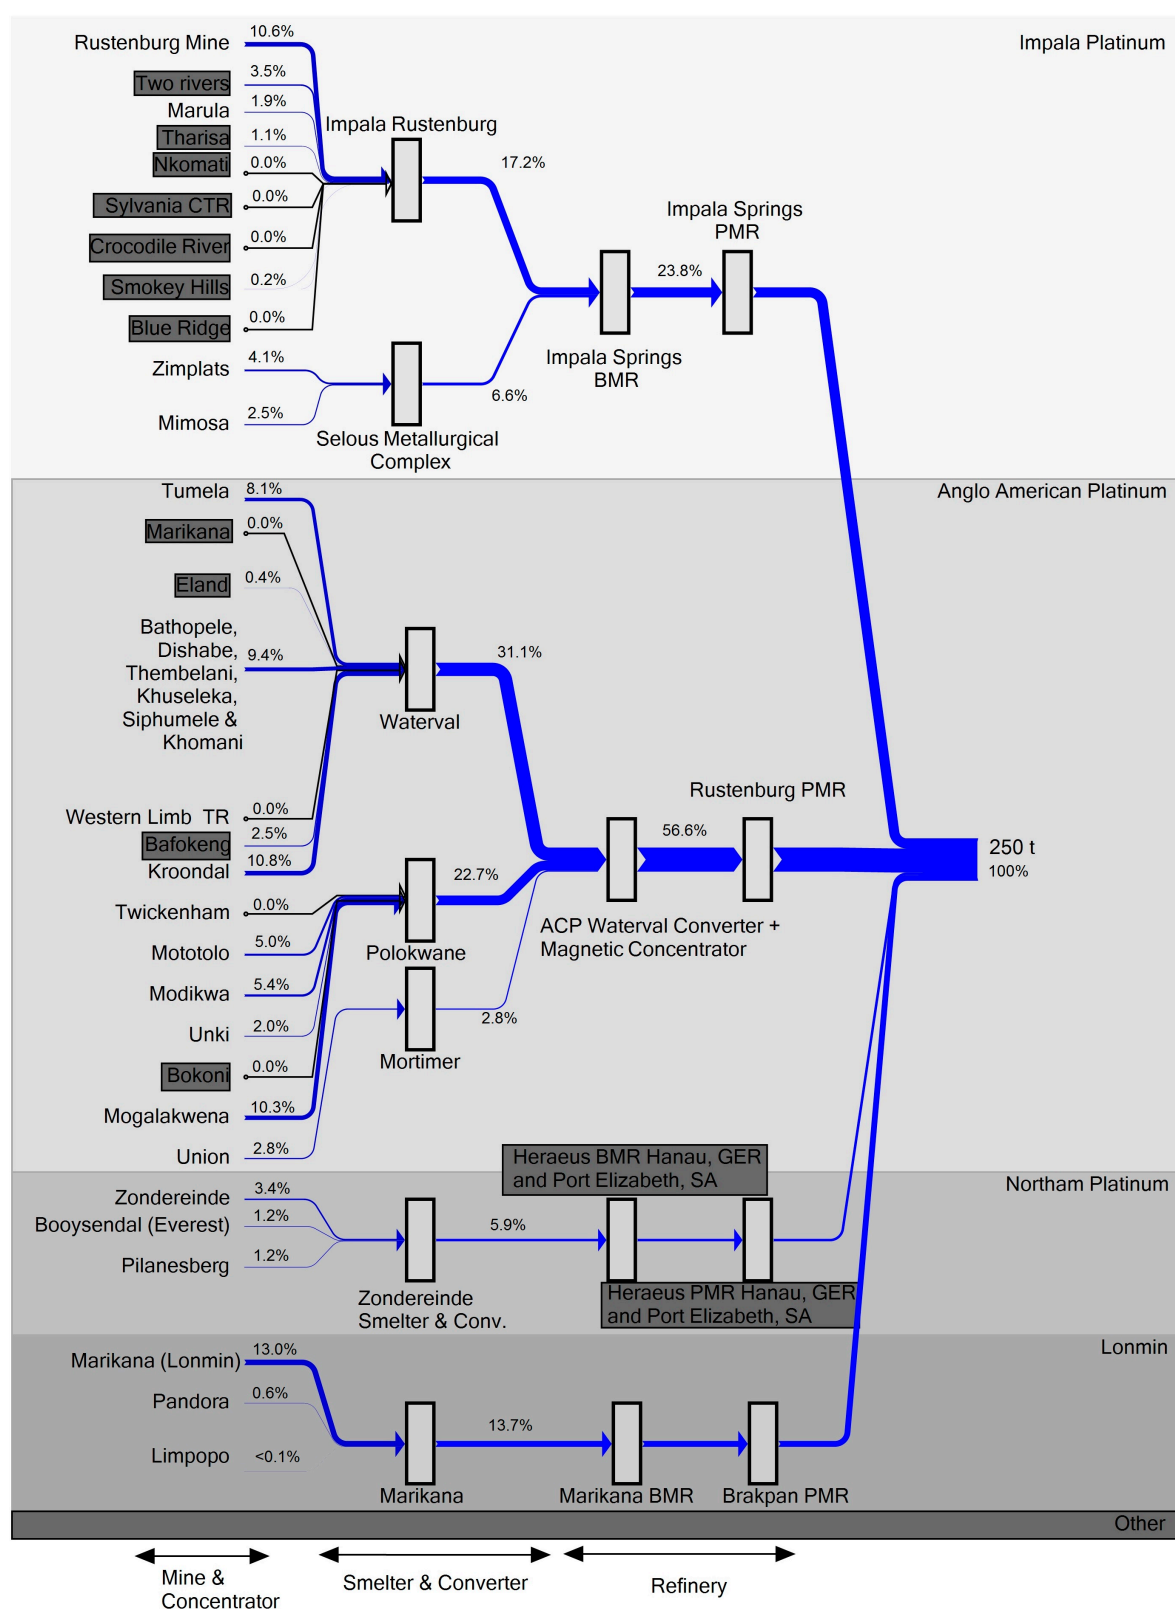 Impala Platinum
Rustenburg Mine 10.6%
Two rivers 3.5%
Marula 1.9%
Tharisa 1.1%
Nkomati 0.0%
Sylvania CTR 0.0%
Crocodile River 0.0%
Smokey Hills 0.2%
Blue Ridge 0.0%
Zimplats 4.1%
Mimosa 2.5%
Impala Rustenburg
17.2%
Selous Metallurgical
Complex
6.6%
Impala Springs
BMR
23.8%
Impala Springs
PMR
Anglo American Platinum
Tumela 8.1%
Marikana 0.0%
Eland 0.4%
Bathopele,
Dishabe, 9.4%
Thembelani,
Khuseleka,
Siphumele &
Khomani
Western Limb TR 0.0%
Bafokeng 2.5%
Kroondal 10.8%
Twickenham 0.0%
Mototolo 5.0%
Modikwa 5.4%
Unki 2.0%
Bokoni 0.0%
Mogalakwena 10.3%
Union 2.8%
Waterval
31.1%
Polokwane
22.7%
Mortimer
2.8%
ACP Waterval Converter +
Magnetic Concentrator
56.6%
Rustenburg PMR
250 t
100%
Northam Platinum
Zondereinde 3.4%
Booysendal (Everest) 1.2%
Pilanesberg 1.2%
Zondereinde
Smelter & Conv.
5.9%
Heraeus BMR Hanau, GER
and Port Elizabeth, SA
Heraeus PMR Hanau, GER
and Port Elizabeth, SA
Lonmin
Marikana (Lonmin) 13.0%
Pandora 0.6%
Limpopo <0.1%
Marikana
13.7%
Marikana BMR
Brakpan PMR
Other
Mine &
Concentrator
Smelter & Converter
Refinery